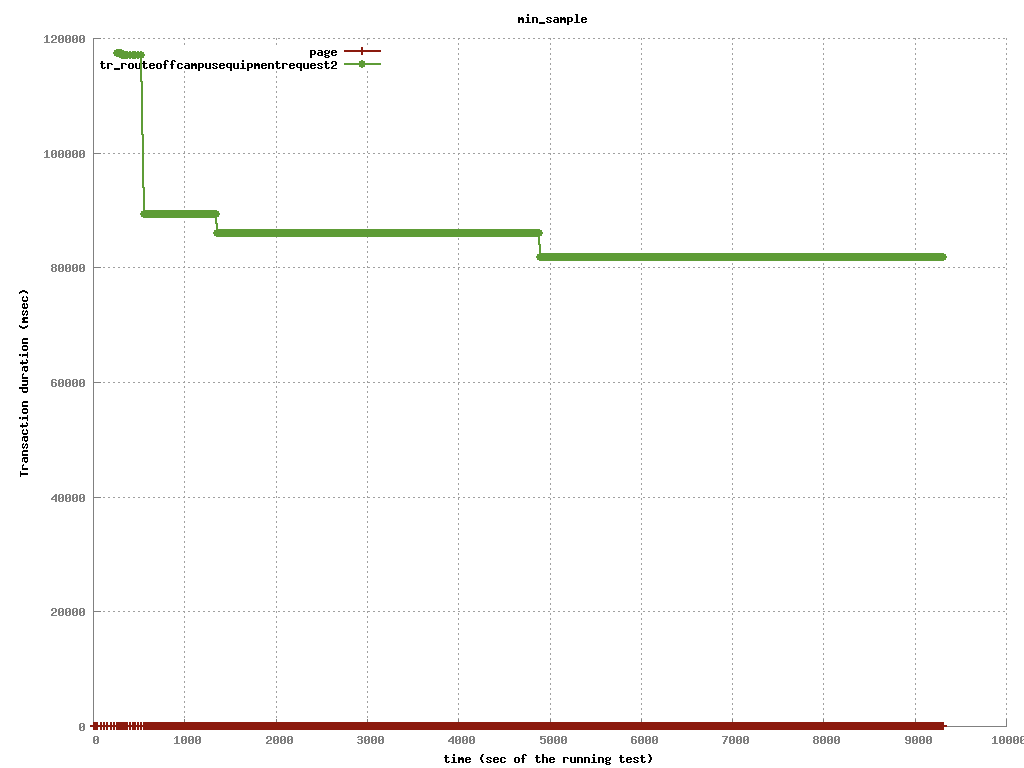 min_sample
120000
page
tr_routeoffcampusequipmentrequest2
100000
80000
Transaction duration (msec)
60000
40000
20000
0
0 1000 2000 3000 4000 5000 6000 7000 8000 9000 10000
time (sec of the running test)